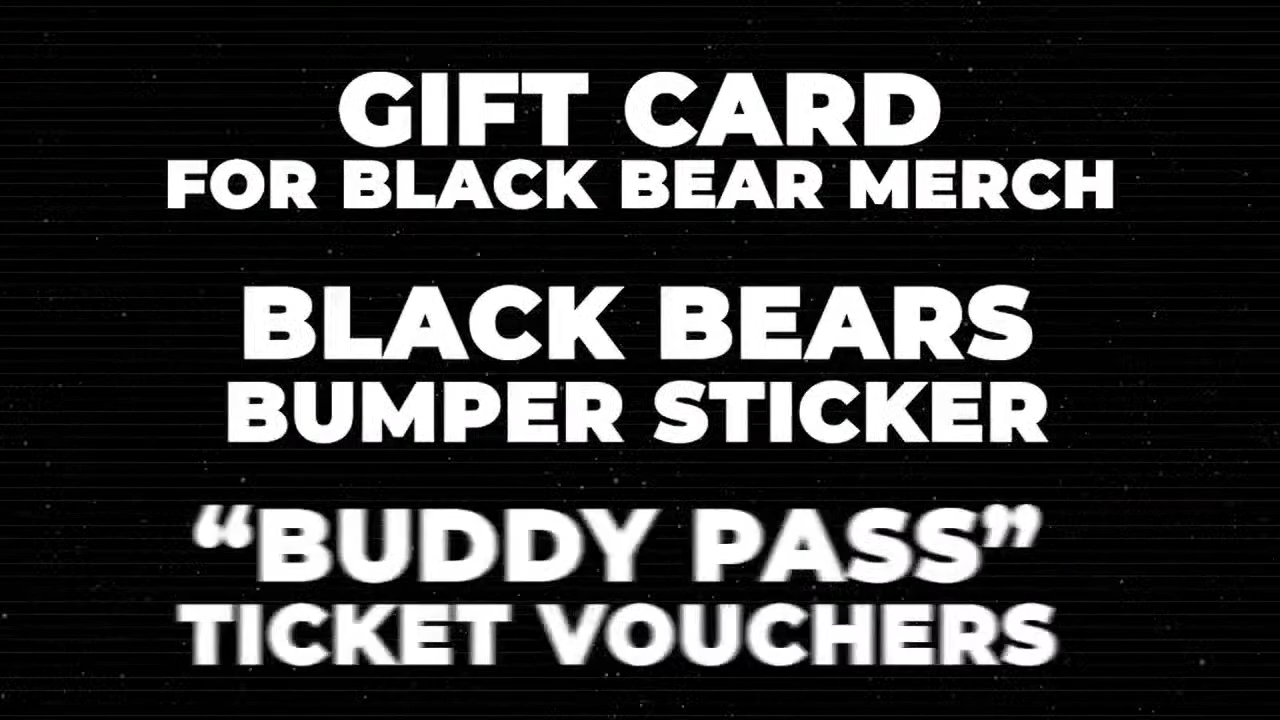 GIFT CARD
FOR BLACK BEAR MERCH
BLACK BEARS
BUMPER STICKER
“BUDDY PASS”
TICKET VOUCHERS